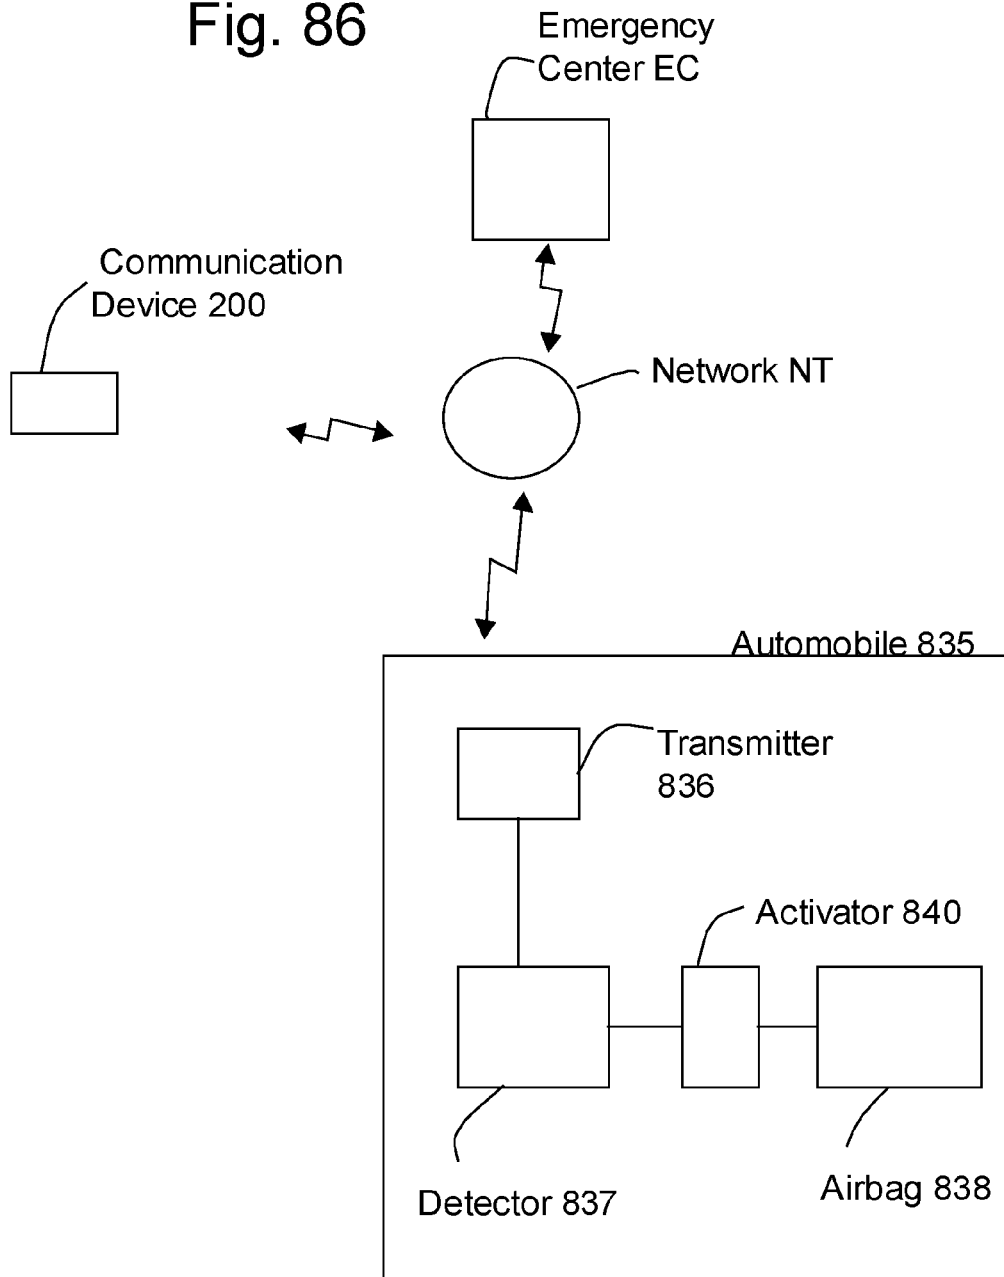 Fig. 86
Emergency
Center EC
Communication
Device 200
Network NT
Automobile 835
Transmitter
836
Activator 840
Detector 837
Airbag 838